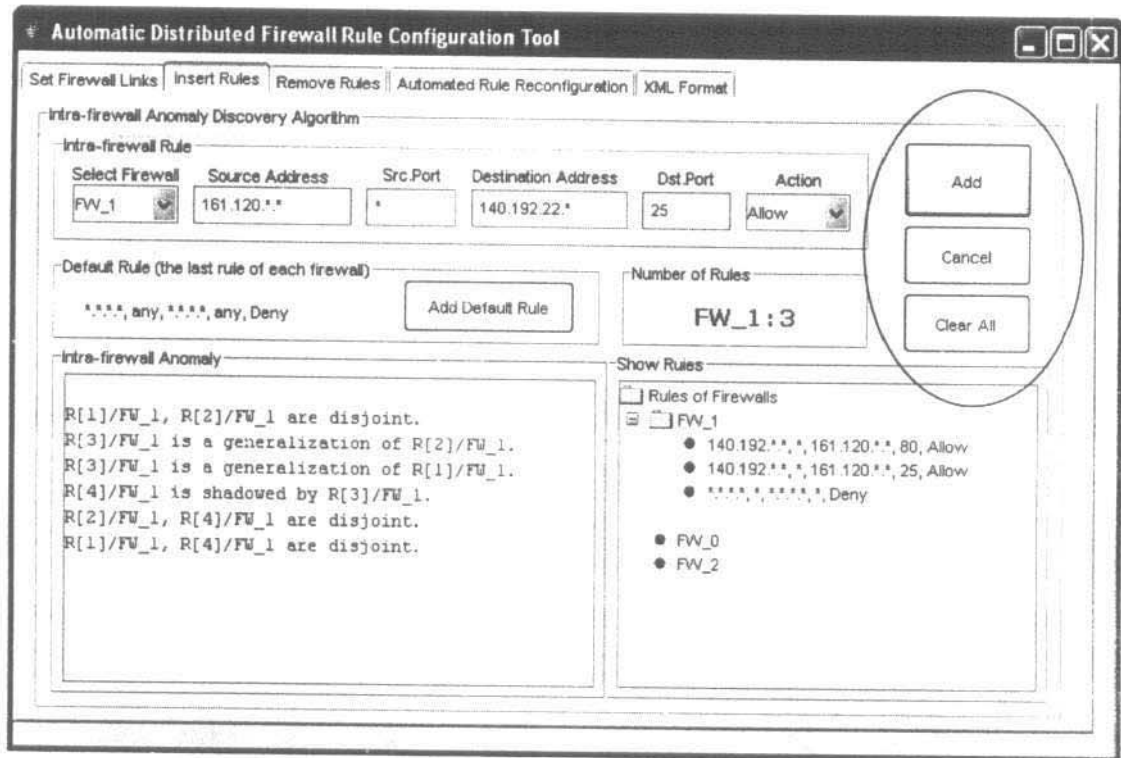 Automatic Distributed Firewall Rule Configuration Tool
Set Firewall Links Insert Rules Remove Rules Automated Rule Reconfiguration XML Format
Intra-firewall Anomaly Discovery Algorithm
Intra-firewall Rule
Select Firewall Source Address Src.Port Destination Address Dst.Port Action
FW_1 161.120.*.* * 140.192.22.* 25 Allow
Add
Cancel
Clear All
Default Rule (the last rule of each firewall)
*.*.*.*, any, *.*.*.*, any, Deny
Add Default Rule
Number of Rules
FW_1:3
Intra-firewall Anomaly
R[1]/FW_1, R[2]/FW_1 are disjoint.
R[3]/FW_1 is a generalization of R[2]/FW_1.
R[3]/FW_1 is a generalization of R[1]/FW_1.
R[4]/FW_1 is shadowed by R[3]/FW_1.
R[2]/FW_1, R[4]/FW_1 are disjoint.
R[1]/FW_1, R[4]/FW_1 are disjoint.
Show Rules
Rules of Firewalls
FW_1
140.192.*.*, *, 161.120.*.*, 80, Allow
140.192.*.*, *, 161.120.*.*, 25, Allow
*.*.*.*, *, *.*.*.*, *, Deny
FW_0
FW_2